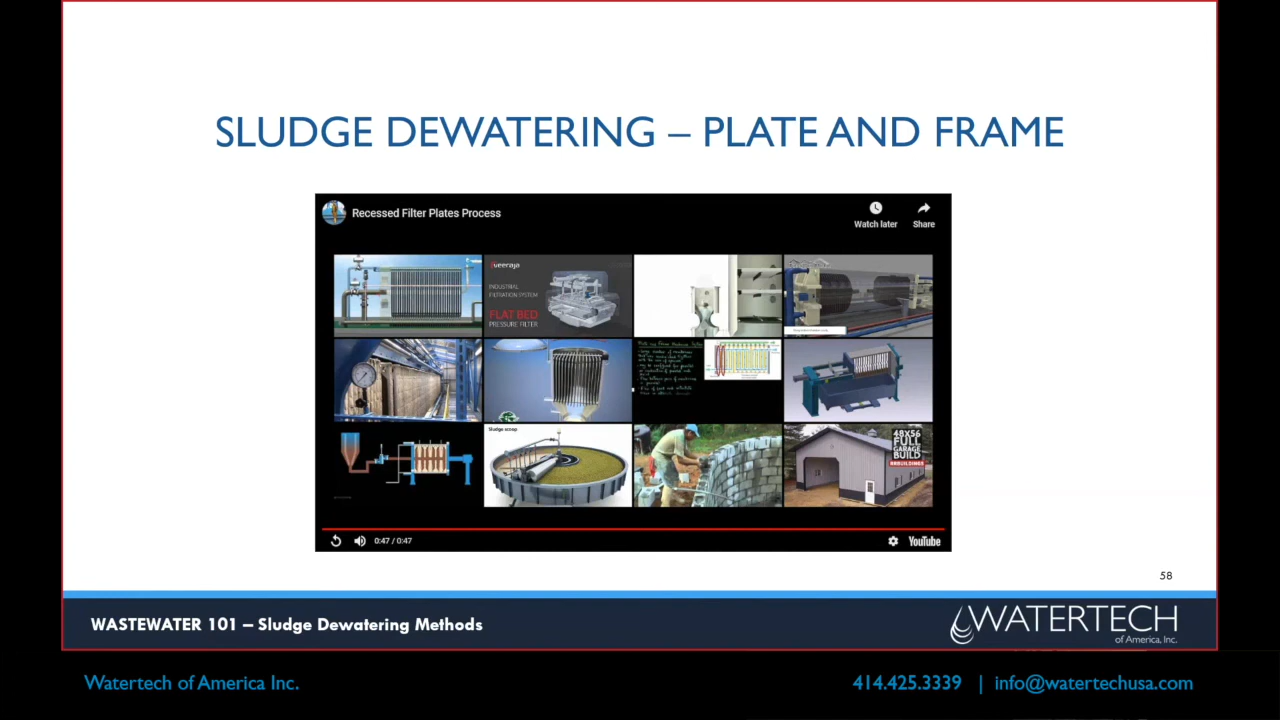 SLUDGE DEWATERING – PLATE AND FRAME
Recessed Filter Plates Process
Watch later
Share
veeraja
INDUSTRIAL
FILTRATION SYSTEM
FLAT BED
PRESSURE FILTER
Sludge scoop
48X56
FULL
GARAGE
BUILD
RRBUILDINGS
0:47 / 0:47
YouTube
58
WASTEWATER 101 – Sludge Dewatering Methods
WATERTECH
of America, Inc.
Watertech of America Inc.
414.425.3339 | info@watertechusa.com